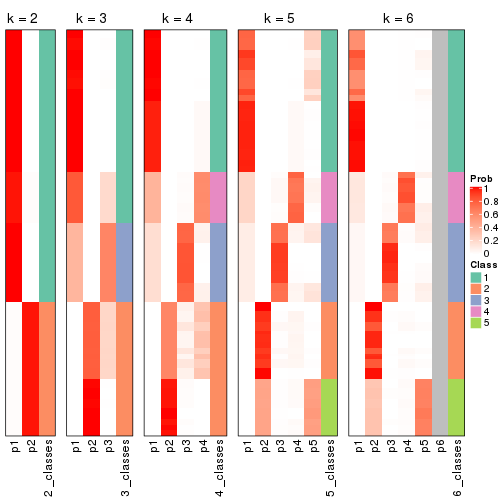 k = 2
k = 3
k = 4
k = 5
k = 6
p1
p2
2_classes
p1
p2
p3
3_classes
p1
p2
p3
p4
4_classes
p1
p2
p3
p4
p5
5_classes
p1
p2
p3
p4
p5
p6
6_classes
Prob
1
0.8
0.6
0.4
0.2
0
Class
1
2
3
4
5